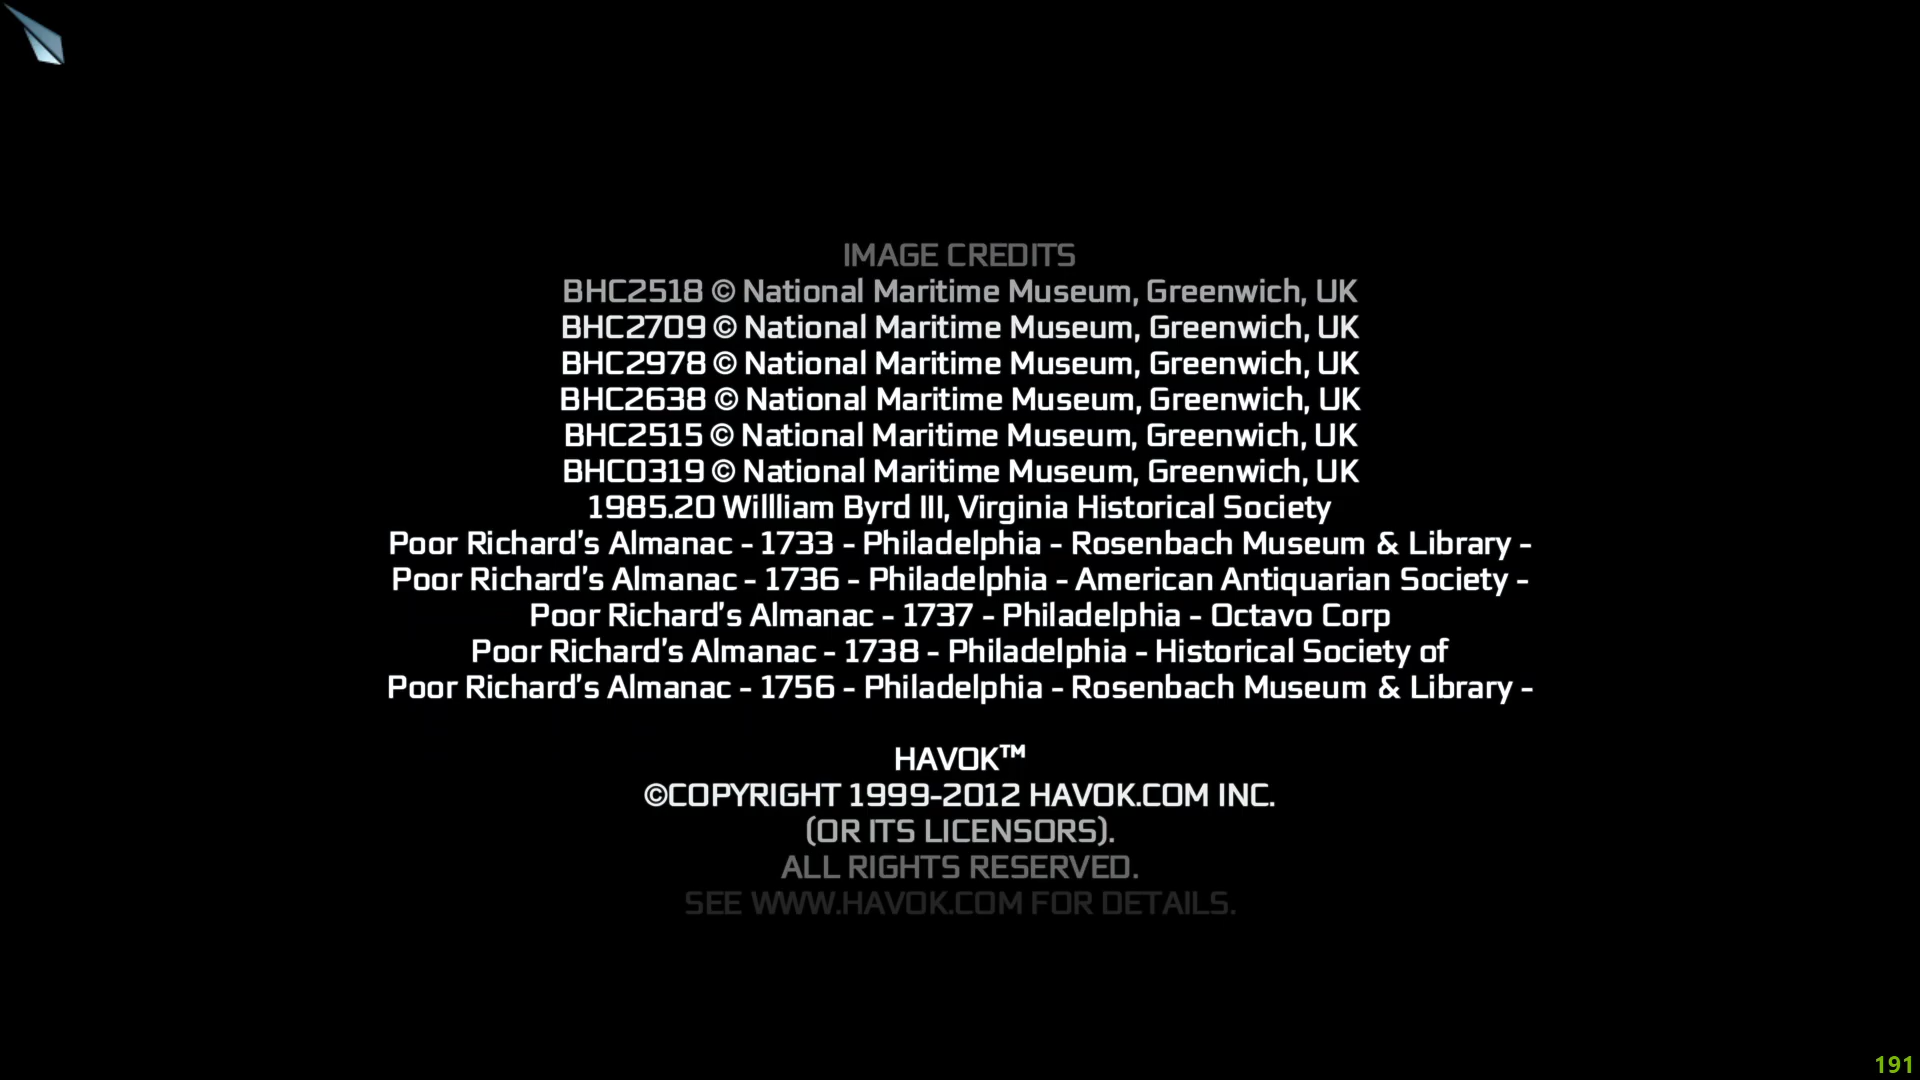 IMAGE CREDITS
BHC2518 © National Maritime Museum, Greenwich, UK
BHC2709 © National Maritime Museum, Greenwich, UK
BHC2978 © National Maritime Museum, Greenwich, UK
BHC2638 © National Maritime Museum, Greenwich, UK
BHC2515 © National Maritime Museum, Greenwich, UK
BHC0319 © National Maritime Museum, Greenwich, UK
1985.20 Willliam Byrd III, Virginia Historical Society
Poor Richard's Almanac - 1733 - Philadelphia - Rosenbach Museum & Library -
Poor Richard's Almanac - 1736 - Philadelphia - American Antiquarian Society -
Poor Richard's Almanac - 1737 - Philadelphia - Octavo Corp
Poor Richard's Almanac - 1738 - Philadelphia - Historical Society of
Poor Richard's Almanac - 1756 - Philadelphia - Rosenbach Museum & Library -
HAVOK™
©COPYRIGHT 1999-2012 HAVOK.COM INC.
(OR ITS LICENSORS).
ALL RIGHTS RESERVED.
SEE WWW.HAVOK.COM FOR DETAILS.
191